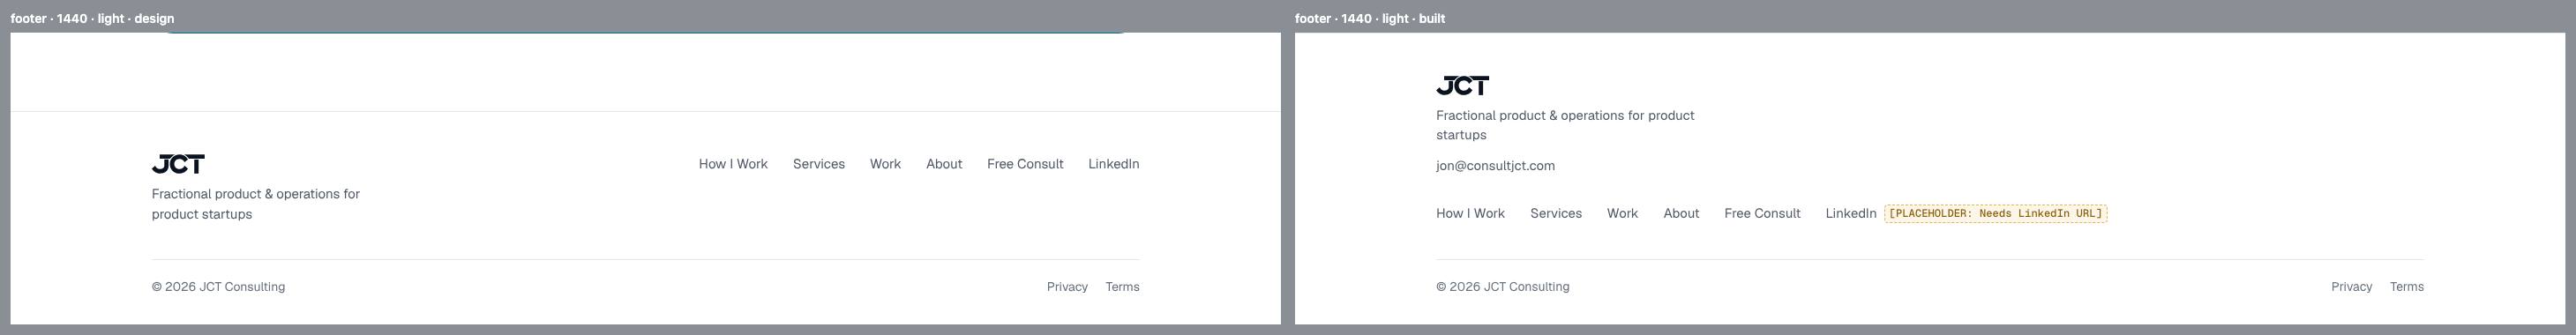 footer · 1440 · light · design
JCT
How I Work Services Work About Free Consult LinkedIn
Fractional product & operations for
product startups
© 2026 JCT Consulting
Privacy Terms
footer · 1440 · light · built
JCT
Fractional product & operations for product
startups
jon@consultjct.com
How I Work Services Work About Free Consult LinkedIn [PLACEHOLDER: Needs LinkedIn URL]
© 2026 JCT Consulting
Privacy Terms